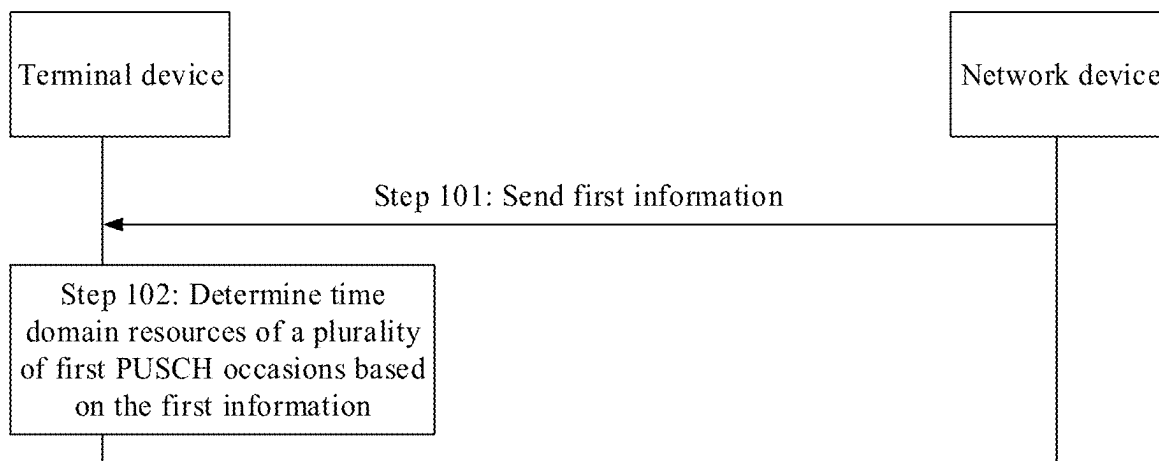 Terminal device
Network device
Step 101: Send first information
Step 102: Determine time
domain resources of a plurality
of first PUSCH occasions based
on the first information